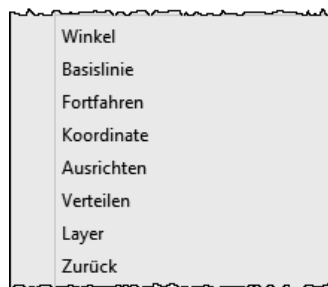 Winkel
Basislinie
Fortfahren
Koordinate
Ausrichten
Verteilen
Layer
Zurück